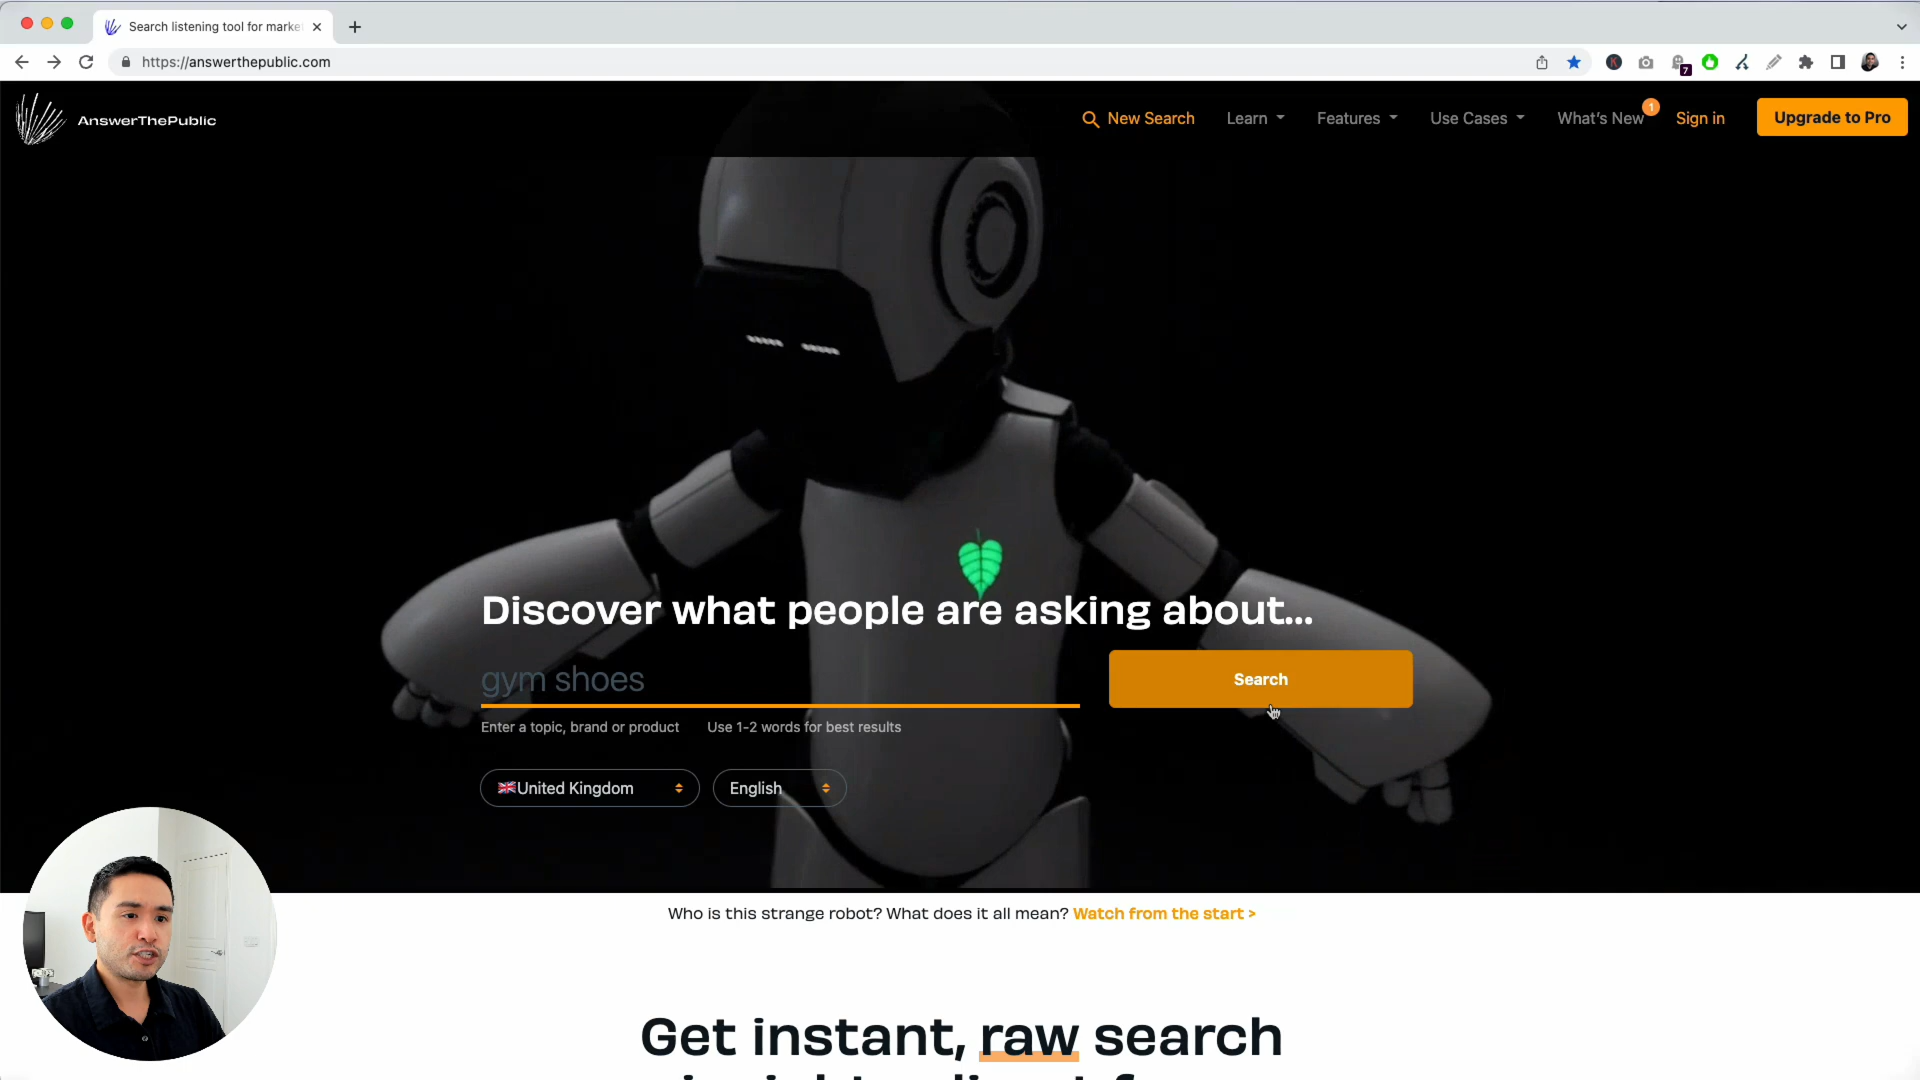 Search listening tool for marke
https://answerthepublic.com
7
AnswerThePublic
New Search
Learn
Features
Use Cases
What's New
1
Sign in
Upgrade to Pro
Discover what people are asking about...
gym shoes
Search
Enter a topic, brand or product
Use 1-2 words for best results
United Kingdom
English
Who is this strange robot? What does it all mean? Watch from the start >
Get instant, raw search